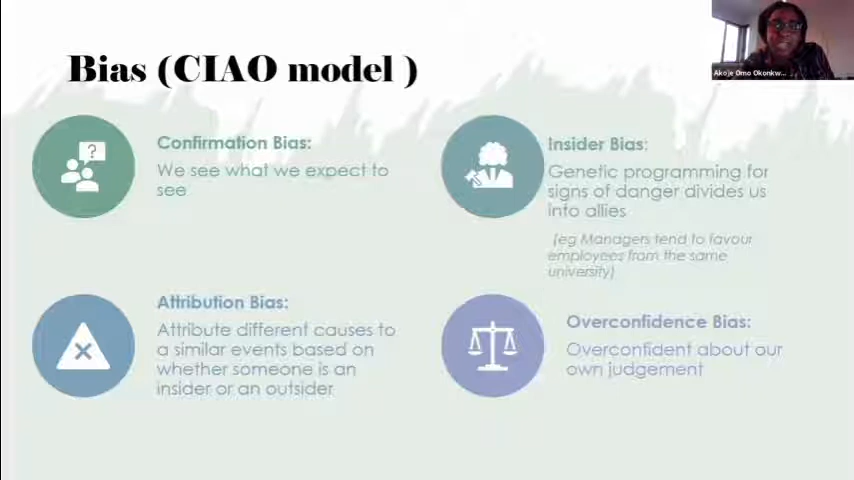 Bias (CIAO model )
Akoje Omo Okonkw...
?
Confirmation Bias:
We see what we expect to
see
Insider Bias:
Genetic programming for
signs of danger divides us
into allies
(eg Managers tend to favour
employees from the same
university)
Attribution Bias:
Attribute different causes to
a similar events based on
whether someone is an
insider or an outsider
Overconfidence Bias:
Overconfident about our
own judgement